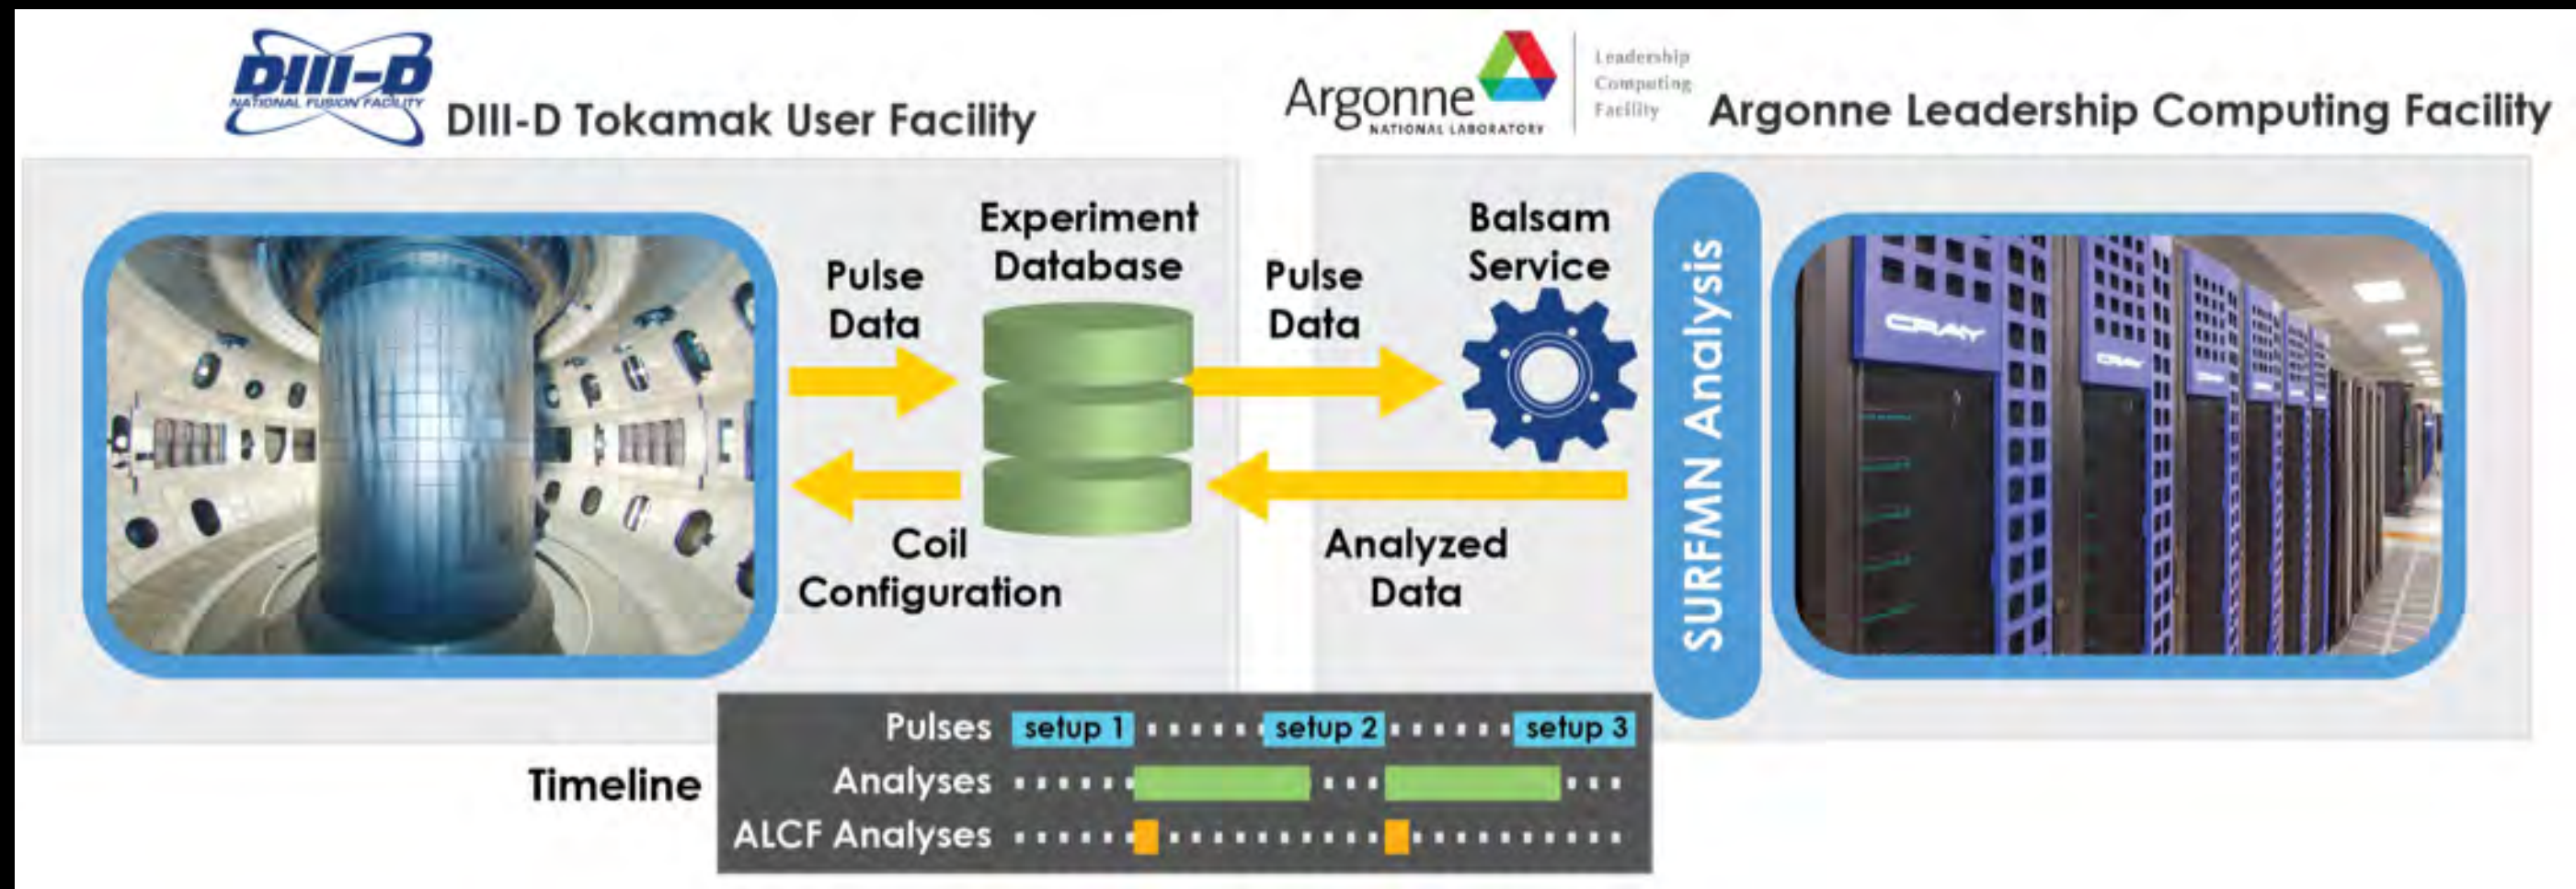 DIII-D
NATIONAL FUSION FACILITY
DIII-D Tokamak User Facility
Argonne
NATIONAL LABORATORY
Leadership
Computing
Facility
Argonne Leadership Computing Facility
Pulse
Data
Experiment
Database
Pulse
Data
Balsam
Service
SURFMN Analysis
CRAY
CRAY
CRAY
Coil
Configuration
Analyzed
Data
Timeline
Pulses setup 1 setup 2 setup 3
Analyses
ALCF Analyses